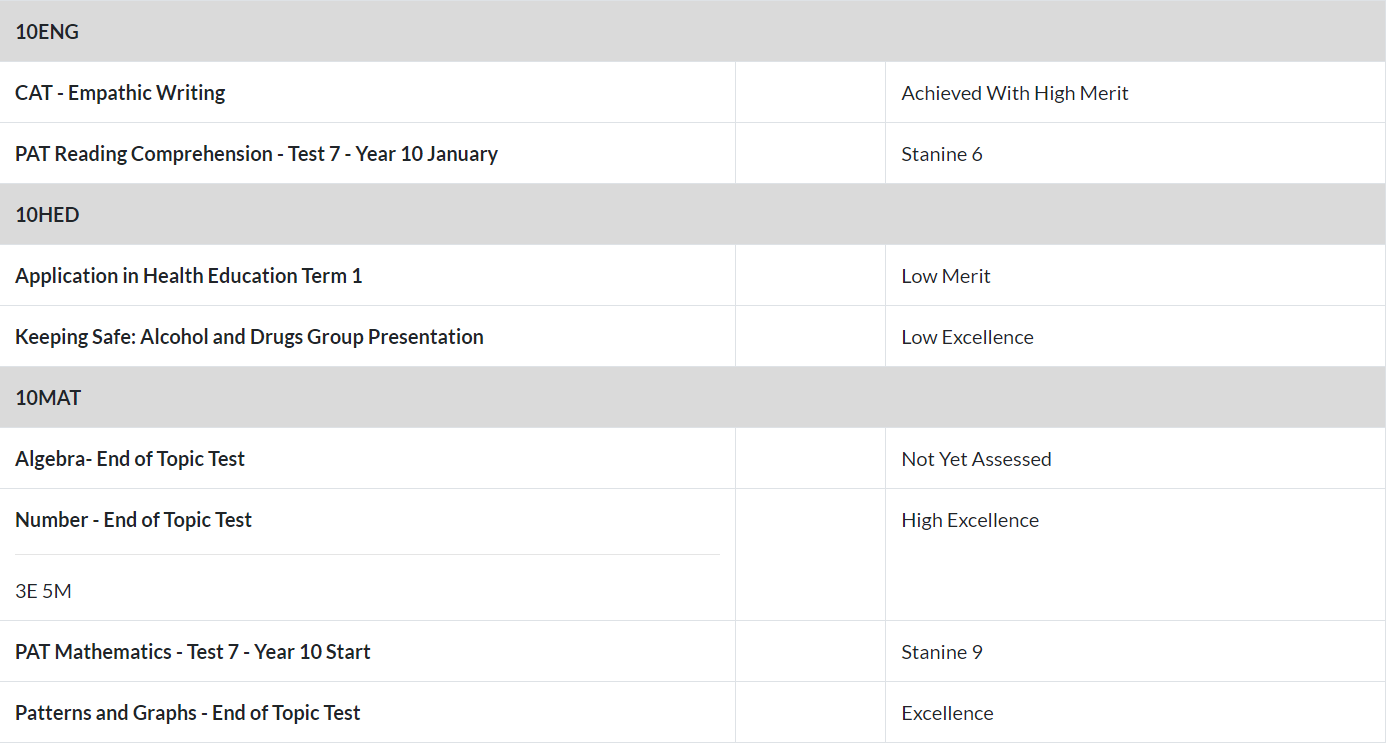 10ENG
CAT - Empathic Writing Achieved With High Merit
PAT Reading Comprehension - Test 7 - Year 10 January Stanine 6
10HED
Application in Health Education Term 1 Low Merit
Keeping Safe: Alcohol and Drugs Group Presentation Low Excellence
10MAT
Algebra- End of Topic Test Not Yet Assessed
Number - End of Topic Test High Excellence
3E 5M
PAT Mathematics - Test 7 - Year 10 Start Stanine 9
Patterns and Graphs - End of Topic Test Excellence